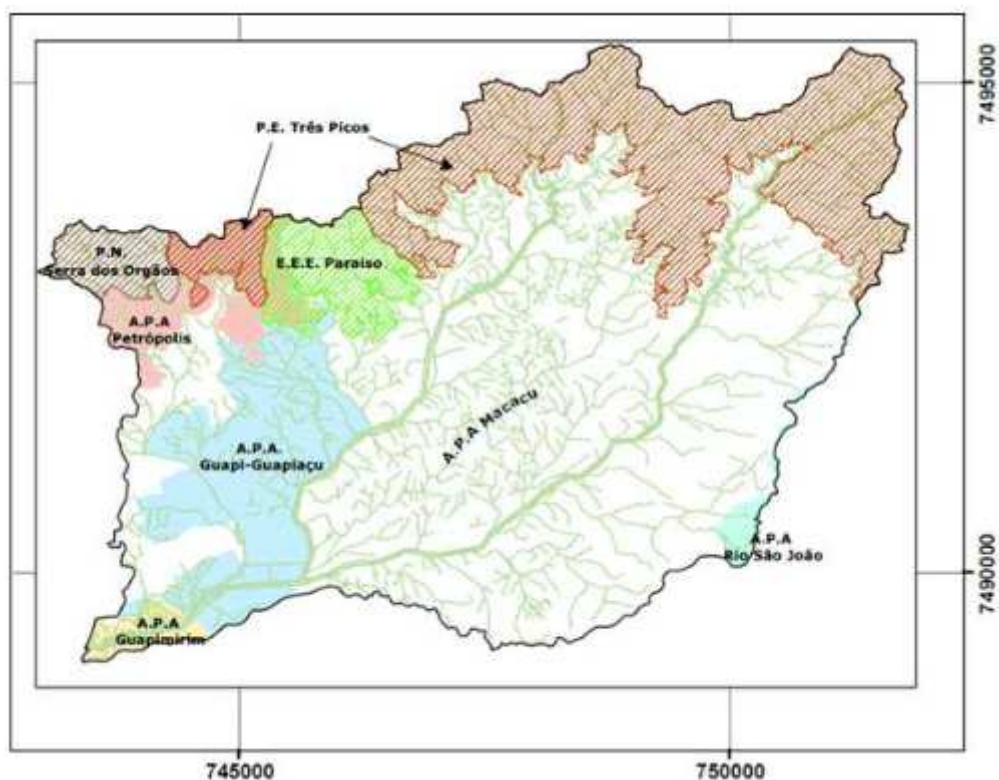 7495000
P.E. Três Picos
P.N.
Serra dos Orgãos
E.E.E. Paraíso
A.P.A
Petrópolis
A.P.A Macacu
A.P.A.
Guapi-Guapiaçu
A.P.A
Rio São João
7490000
A.P.A
Guapimirim
745000
750000